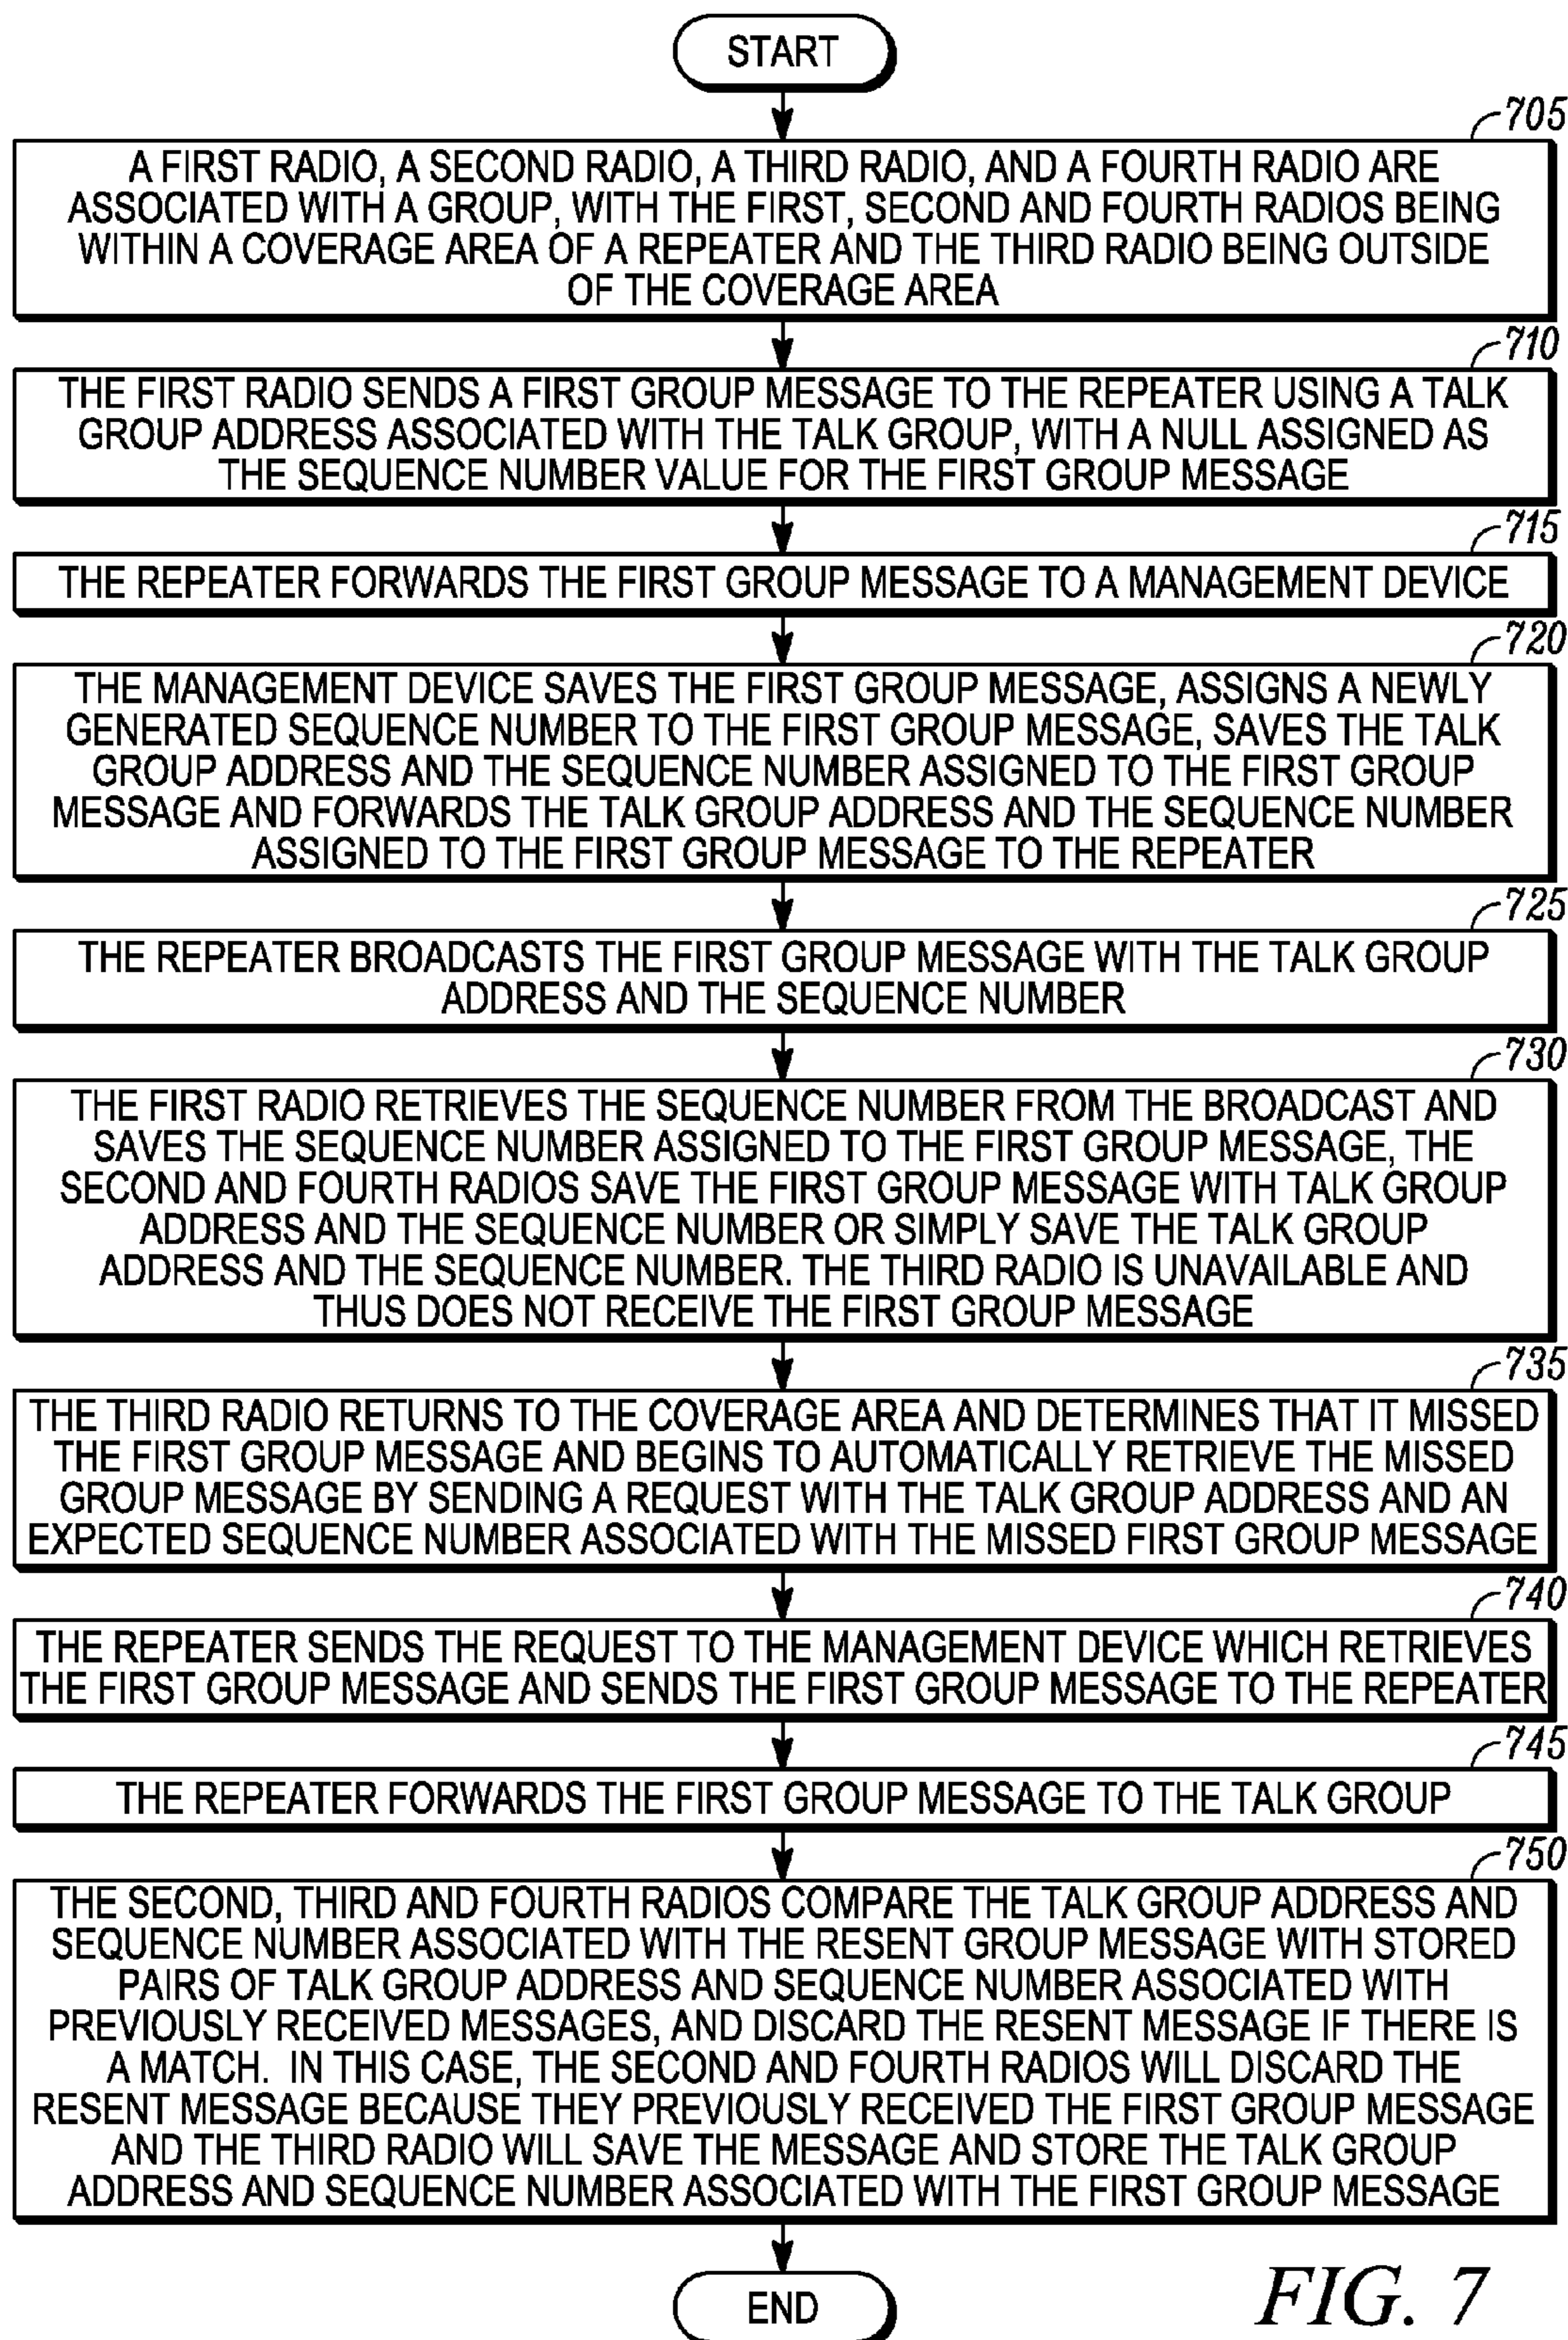 START
705
A FIRST RADIO, A SECOND RADIO, A THIRD RADIO, AND A FOURTH RADIO ARE
ASSOCIATED WITH A GROUP, WITH THE FIRST, SECOND AND FOURTH RADIOS BEING
WITHIN A COVERAGE AREA OF A REPEATER AND THE THIRD RADIO BEING OUTSIDE
OF THE COVERAGE AREA
710
THE FIRST RADIO SENDS A FIRST GROUP MESSAGE TO THE REPEATER USING A TALK
GROUP ADDRESS ASSOCIATED WITH THE TALK GROUP, WITH A NULL ASSIGNED AS
THE SEQUENCE NUMBER VALUE FOR THE FIRST GROUP MESSAGE
715
THE REPEATER FORWARDS THE FIRST GROUP MESSAGE TO A MANAGEMENT DEVICE
720
THE MANAGEMENT DEVICE SAVES THE FIRST GROUP MESSAGE, ASSIGNS A NEWLY
GENERATED SEQUENCE NUMBER TO THE FIRST GROUP MESSAGE, SAVES THE TALK
GROUP ADDRESS AND THE SEQUENCE NUMBER ASSIGNED TO THE FIRST GROUP
MESSAGE AND FORWARDS THE TALK GROUP ADDRESS AND THE SEQUENCE NUMBER
ASSIGNED TO THE FIRST GROUP MESSAGE TO THE REPEATER
725
THE REPEATER BROADCASTS THE FIRST GROUP MESSAGE WITH THE TALK GROUP
ADDRESS AND THE SEQUENCE NUMBER
730
THE FIRST RADIO RETRIEVES THE SEQUENCE NUMBER FROM THE BROADCAST AND
SAVES THE SEQUENCE NUMBER ASSIGNED TO THE FIRST GROUP MESSAGE, THE
SECOND AND FOURTH RADIOS SAVE THE FIRST GROUP MESSAGE WITH TALK GROUP
ADDRESS AND THE SEQUENCE NUMBER OR SIMPLY SAVE THE TALK GROUP
ADDRESS AND THE SEQUENCE NUMBER. THE THIRD RADIO IS UNAVAILABLE AND
THUS DOES NOT RECEIVE THE FIRST GROUP MESSAGE
735
THE THIRD RADIO RETURNS TO THE COVERAGE AREA AND DETERMINES THAT IT MISSED
THE FIRST GROUP MESSAGE AND BEGINS TO AUTOMATICALLY RETRIEVE THE MISSED
GROUP MESSAGE BY SENDING A REQUEST WITH THE TALK GROUP ADDRESS AND AN
EXPECTED SEQUENCE NUMBER ASSOCIATED WITH THE MISSED FIRST GROUP MESSAGE
740
THE REPEATER SENDS THE REQUEST TO THE MANAGEMENT DEVICE WHICH RETRIEVES
THE FIRST GROUP MESSAGE AND SENDS THE FIRST GROUP MESSAGE TO THE REPEATER
745
THE REPEATER FORWARDS THE FIRST GROUP MESSAGE TO THE TALK GROUP
750
THE SECOND, THIRD AND FOURTH RADIOS COMPARE THE TALK GROUP ADDRESS AND
SEQUENCE NUMBER ASSOCIATED WITH THE RESENT GROUP MESSAGE WITH STORED
PAIRS OF TALK GROUP ADDRESS AND SEQUENCE NUMBER ASSOCIATED WITH
PREVIOUSLY RECEIVED MESSAGES, AND DISCARD THE RESENT MESSAGE IF THERE IS
A MATCH. IN THIS CASE, THE SECOND AND FOURTH RADIOS WILL DISCARD THE
RESENT MESSAGE BECAUSE THEY PREVIOUSLY RECEIVED THE FIRST GROUP MESSAGE
AND THE THIRD RADIO WILL SAVE THE MESSAGE AND STORE THE TALK GROUP
ADDRESS AND SEQUENCE NUMBER ASSOCIATED WITH THE FIRST GROUP MESSAGE
END
FIG. 7